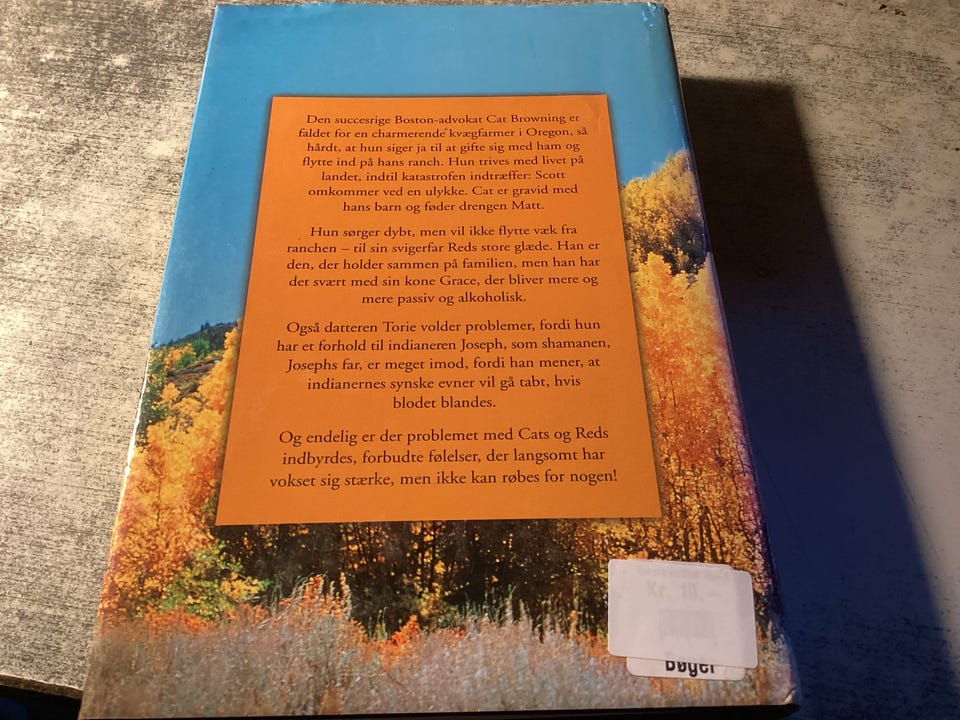 Den succesrige Boston-advokat Cat Browning er
faldet for en charmerende kvægfarmer i Oregon, så
hårdt, at hun siger ja til at gifte sig med ham og
flytte ind på hans ranch. Hun trives med livet på
landet, indtil katastrofen indtræffer: Scott
omkommer ved en ulykke. Cat er gravid med
hans barn og føder drengen Matt.
Hun sørger dybt, men vil ikke flytte væk fra
ranchen – til sin svigerfar Reds store glæde. Han er
den, der holder sammen på familien, men han har
det svært med sin kone Grace, der bliver mere og
mere passiv og alkoholisk.
Også datteren Torie volder problemer, fordi hun
har et forhold til indianeren Joseph, som shamanen,
Josephs far, er meget imod, fordi han mener, at
indianernes synske evner vil gå tabt, hvis
blodet blandes.
Og endelig er der problemet med Cats og Reds
indbyrdes, forbudte følelser, der langsomt har
vokset sig stærke, men ikke kan røbes for nogen!
Kr. 10,-
Bøger